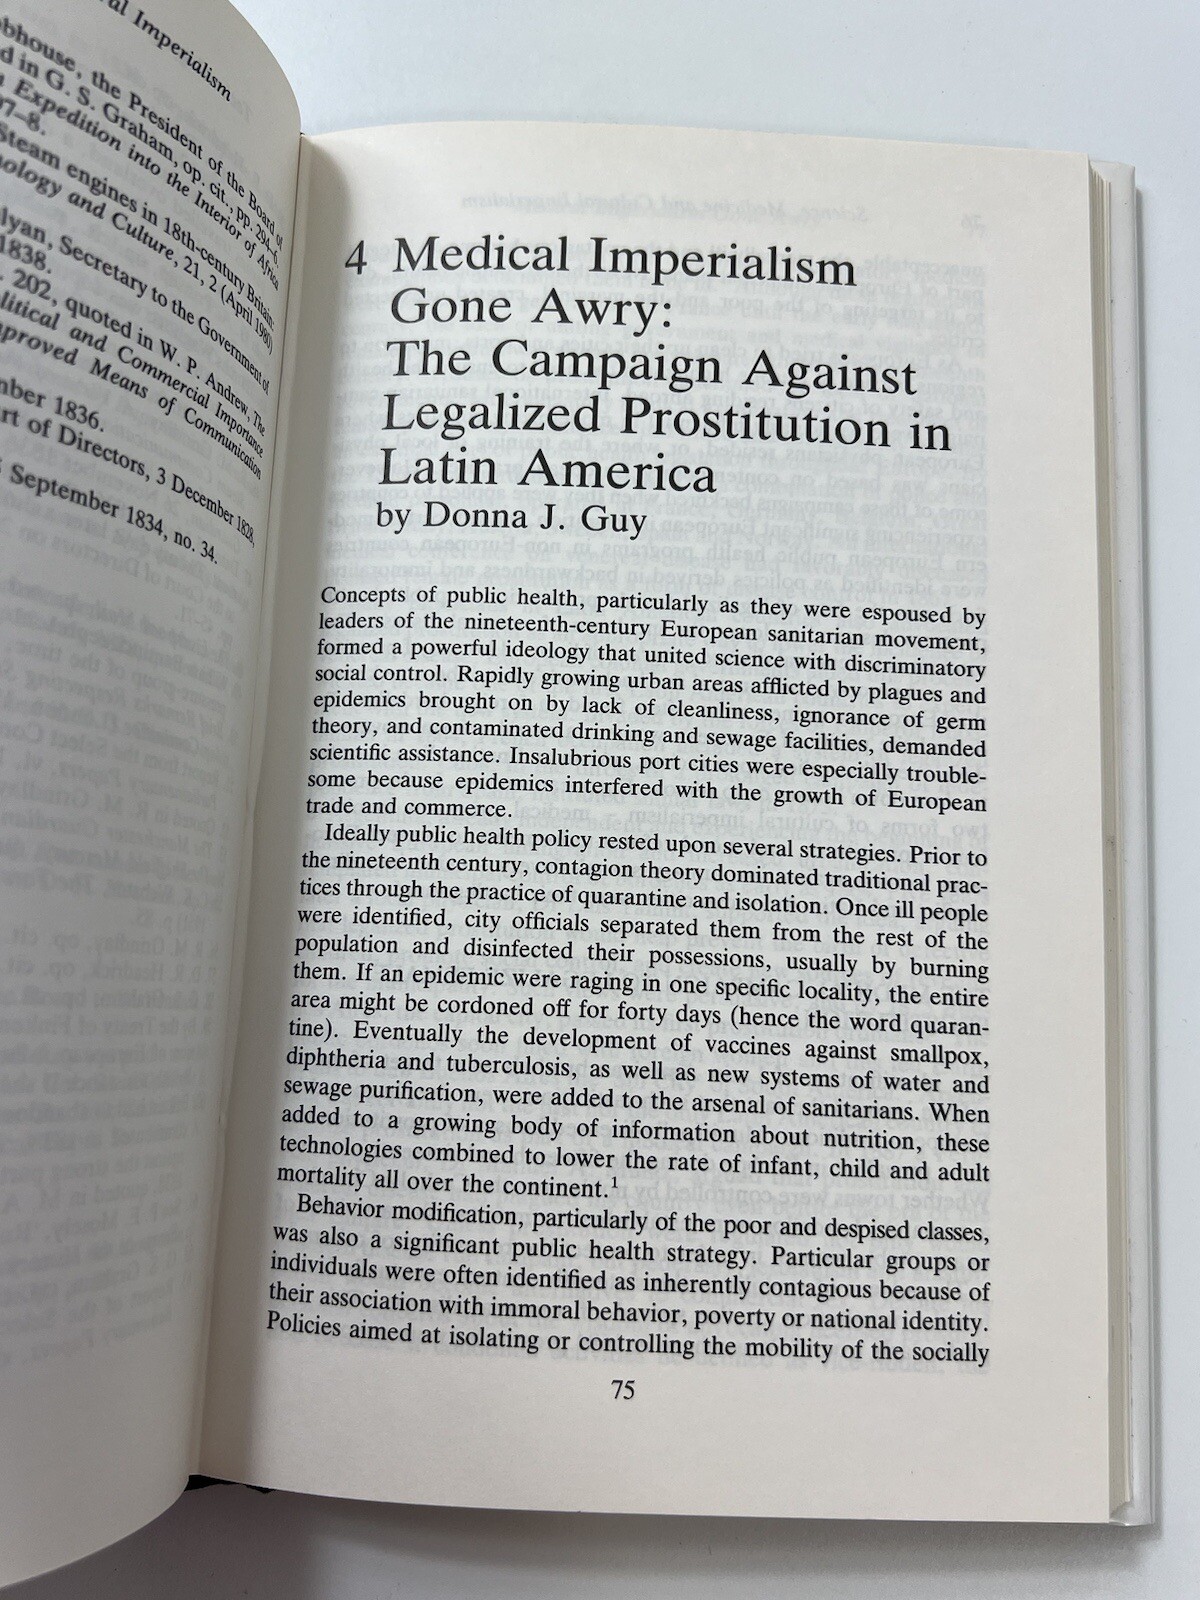 al Imperialism
obhouse, the President of the Board of
d in G. S. Graham, op. cit., pp. 294–6.
Expedition into the Interior of Africa
97–8.
Steam engines in 18th-century Britain:
ology and Culture, 21, 2 (April 1980)
lyan, Secretary to the Government of
1838.
202, quoted in W. P. Andrew, The
litical and Commercial Importance
mproved Means of Communication
mber 1836.
rt of Directors, 3 December 1828,
September 1834, no. 34.
4 Medical Imperialism
Gone Awry:
The Campaign Against
Legalized Prostitution in
Latin America
by Donna J. Guy
Concepts of public health, particularly as they were espoused by
leaders of the nineteenth-century European sanitarian movement,
formed a powerful ideology that united science with discriminatory
social control. Rapidly growing urban areas afflicted by plagues and
epidemics brought on by lack of cleanliness, ignorance of germ
theory, and contaminated drinking and sewage facilities, demanded
scientific assistance. Insalubrious port cities were especially trouble-
some because epidemics interfered with the growth of European
trade and commerce.
Ideally public health policy rested upon several strategies. Prior to
the nineteenth century, contagion theory dominated traditional prac-
tices through the practice of quarantine and isolation. Once ill people
were identified, city officials separated them from the rest of the
population and disinfected their possessions, usually by burning
them. If an epidemic were raging in one specific locality, the entire
area might be cordoned off for forty days (hence the word quaran-
tine). Eventually the development of vaccines against smallpox,
diphtheria and tuberculosis, as well as new systems of water and
sewage purification, were added to the arsenal of sanitarians. When
added to a growing body of information about nutrition, these
technologies combined to lower the rate of infant, child and adult
mortality all over the continent.¹
Behavior modification, particularly of the poor and despised classes,
was also a significant public health strategy. Particular groups or
individuals were often identified as inherently contagious because of
their association with immoral behavior, poverty or national identity.
Policies aimed at isolating or controlling the mobility of the socially
75